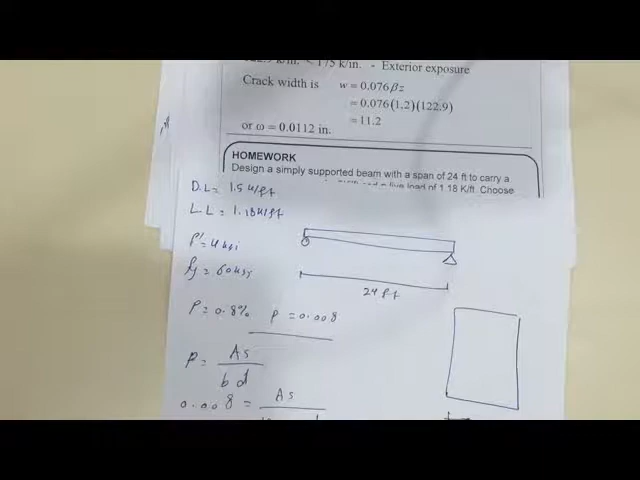 < 175 k/in. - Exterior exposure
Crack width is w = 0.076βz
= 0.076(1.2)(122.9)
= 11.2
or ω = 0.0112 in.
HOMEWORK
Design a simply supported beam with a span of 24 ft to carry a
and a live load of 1.18 K/ft. Choose
D.L = 1.5 K/ft
L.L = 1.18 K/ft
f' = 4 ksi
fy = 60 ksi
24 ft
ρ = 0.8% ρ = 0.008
ρ = As
b d
0.008 = As